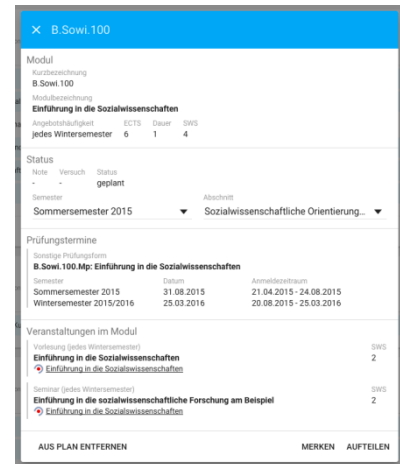 B.Sowi.100
Modul
Kurzbezeichnung
B.Sowi.100
Modulbezeichnung
Einführung in die Sozialwissenschaften
Angebotshäufigkeit ECTS Dauer SWS
jedes Wintersemester 6 1 4
Status
Note Versuch Status
- - geplant
Semester Abschnitt
Sommersemester 2015 Sozialwissenschaftliche Orientierung...
Prüfungstermine
Sonstige Prüfungsform
B.Sowi.100.Mp: Einführung in die Sozialwissenschaften
Semester Datum Anmeldezeitraum
Sommersemester 2015 31.08.2015 21.04.2015 - 24.08.2015
Wintersemester 2015/2016 25.03.2016 20.08.2015 - 25.03.2016
Veranstaltungen im Modul
Vorlesung (jedes Wintersemester) SWS
Einführung in die Sozialwissenschaften 2
Einführung in die Sozialswissenschaften
Seminar (jedes Wintersemester) SWS
Einführung in die sozialwissenschaftliche Forschung am Beispiel 2
Einführung in die Sozialswissenschaften
AUS PLAN ENTFERNEN MERKEN AUFTEILEN